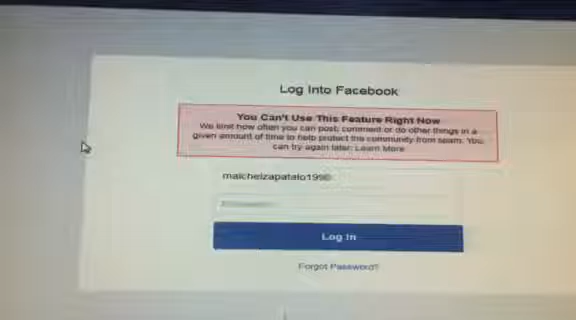 Log Into Facebook
You Can't Use This Feature Right Now
We limit how often you can post, comment or do other things in a
given amount of time to help protect the community from spam. You
can try again later. Learn More
maichelzapatalo1996
Log In
Forgot Password?